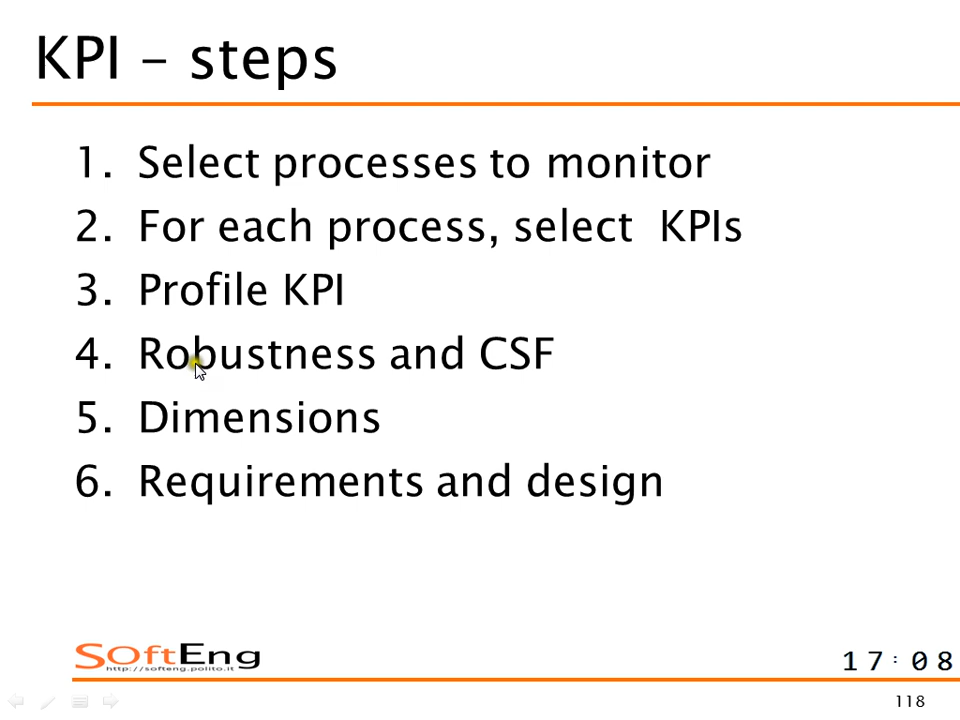 KPI – steps
1. Select processes to monitor
2. For each process, select  KPIs
3. Profile KPI
4. Robustness and CSF
5. Dimensions
6. Requirements and design
SOftEng
http://softeng.polito.it
17:08
118